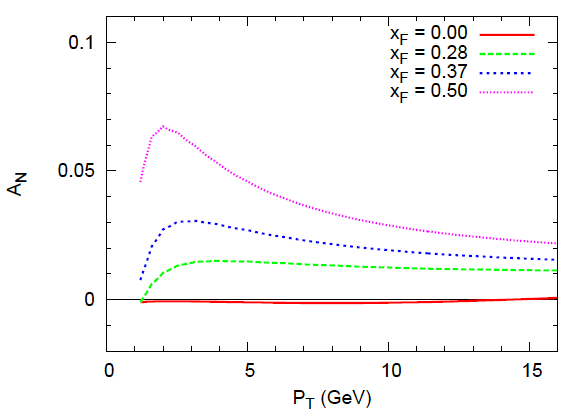 0.1
0.05
0
A_N
x_F = 0.00
x_F = 0.28
x_F = 0.37
x_F = 0.50
0 5 10 15
P_T (GeV)